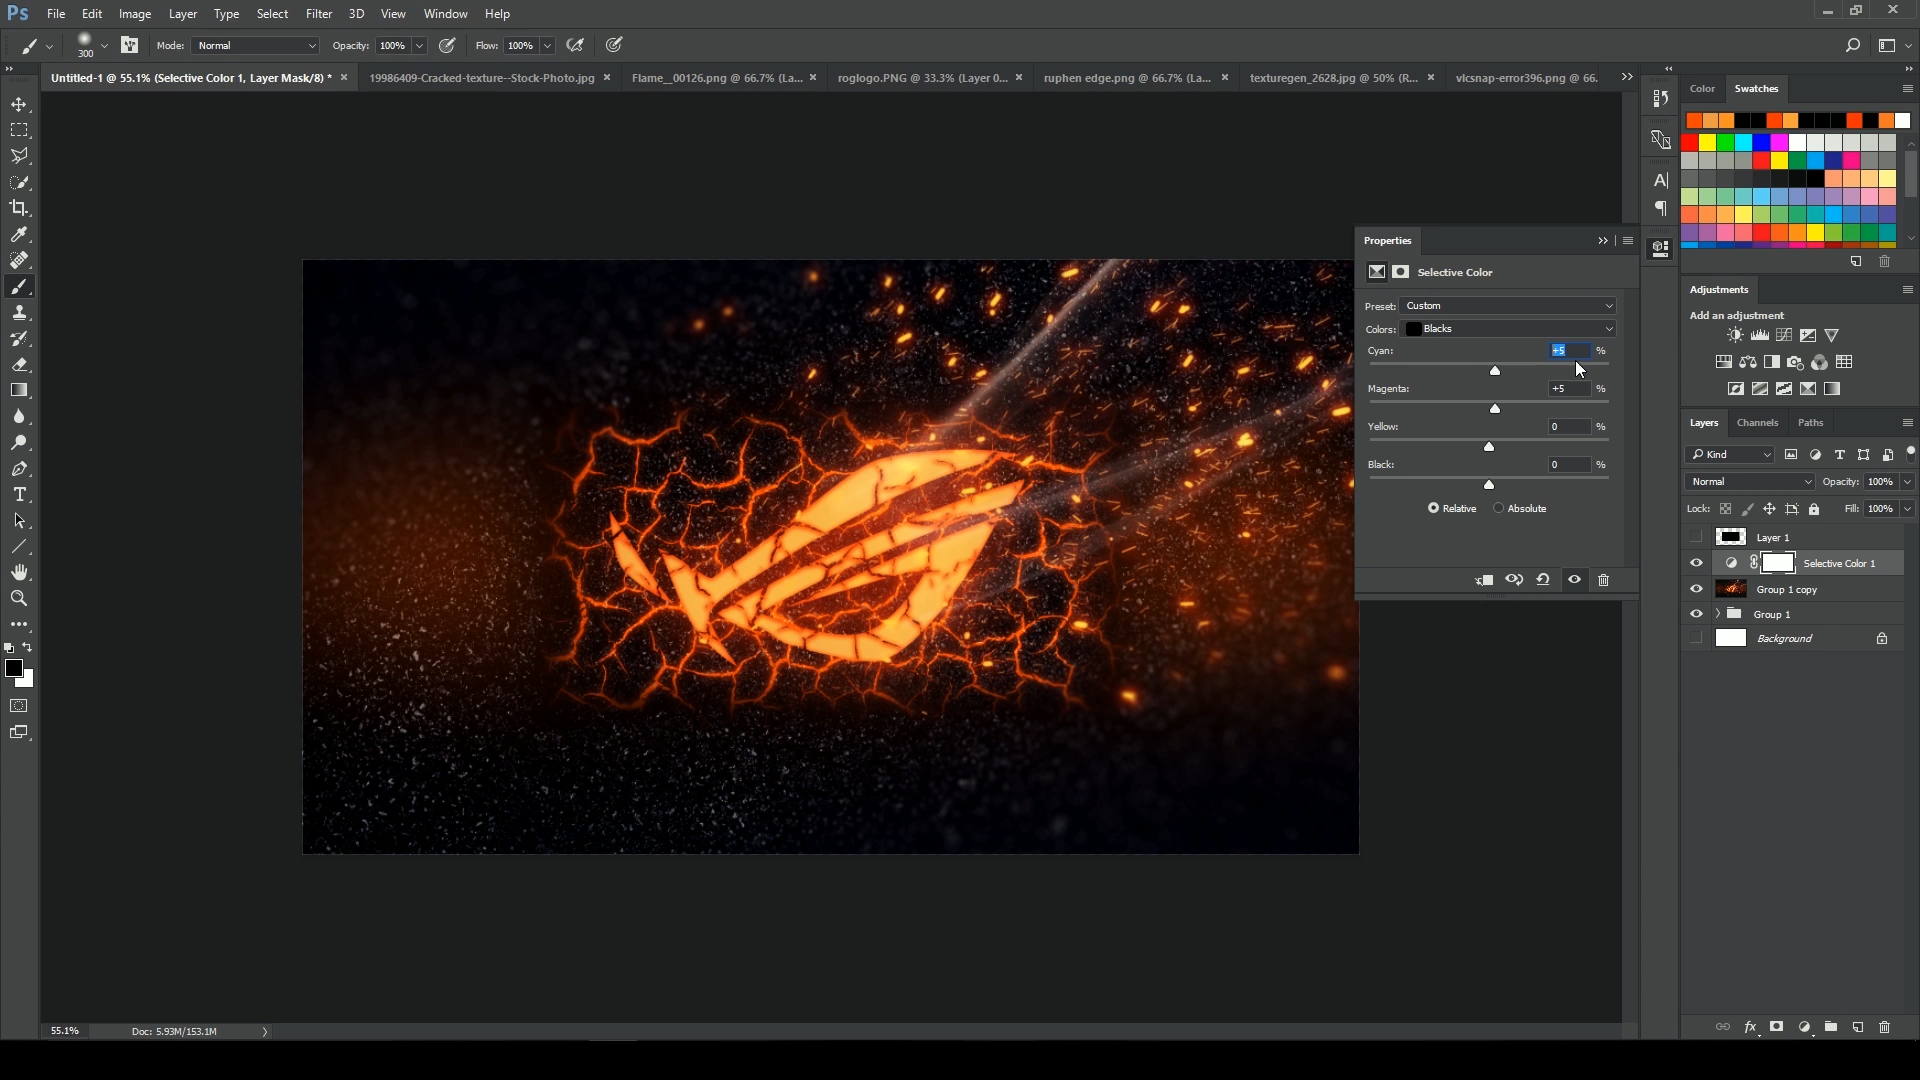 Ps File Edit Image Layer Type Select Filter 3D View Window Help
300 Mode: Normal Opacity: 100% Flow: 100%
Untitled-1 @ 55.1% (Selective Color 1, Layer Mask/8) * × 19986409-Cracked-texture--Stock-Photo.jpg × Flame__00126.png @ 66.7% (La... × roglogo.PNG @ 33.3% (Layer 0... × ruphen edge.png @ 66.7% (La... × texturegen_2628.jpg @ 50% (R... × vlcsnap-error396.png @ 66.
Color Swatches
Properties
Selective Color
Preset: Custom
Colors: Blacks
Cyan: +5 %
Magenta: +5 %
Yellow: 0 %
Black: 0 %
Relative Absolute
Adjustments
Add an adjustment
Layers Channels Paths
Kind
Normal Opacity: 100%
Lock: Fill: 100%
Layer 1
Selective Color 1
Group 1 copy
Group 1
Background
fx
55.1% Doc: 5.93M/153.1M